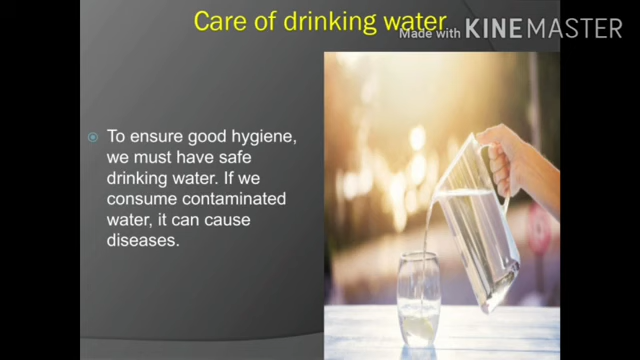 Care of drinking water
Made with KINEMASTER
To ensure good hygiene,
we must have safe
drinking water. If we
consume contaminated
water, it can cause
diseases.